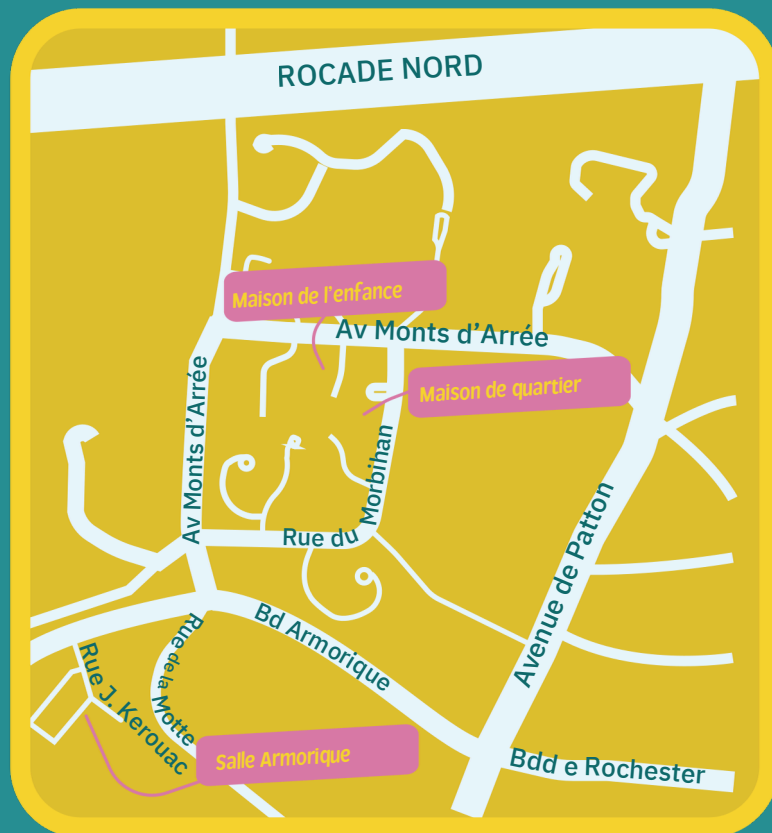 ROCADE NORD
Maison de l'enfance
Av Monts d'Arrée
Maison de quartier
Av Monts d'Arrée
Rue du Morbihan
Avenue de Patton
Bd Armorique
Rue de la Motte
Rue J. Kerouac
Salle Armorique
Bdd e Rochester